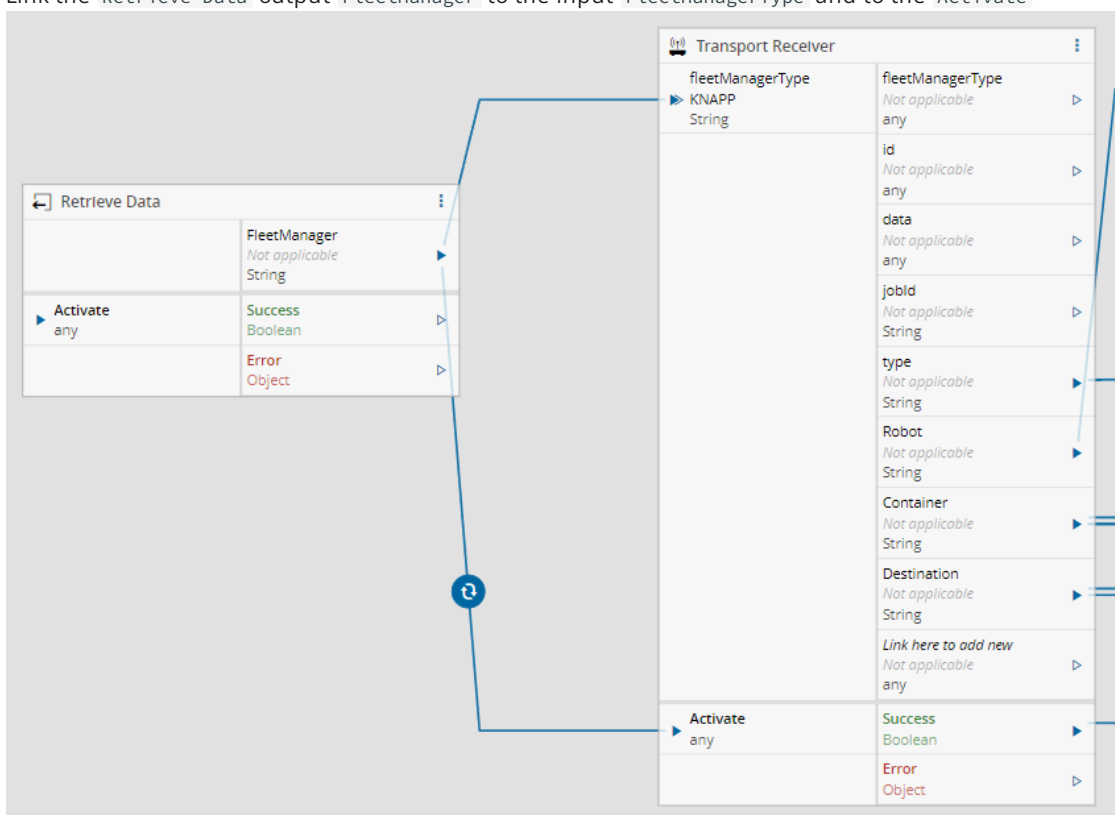 Link the Retrieve Data output FleetManager to the input fleetManagerType and to the Activate
Transport Receiver
fleetManagerType
KNAPP
String
fleetManagerType
Not applicable
any
id
Not applicable
any
data
Not applicable
any
jobId
Not applicable
String
type
Not applicable
String
Robot
Not applicable
String
Container
Not applicable
String
Destination
Not applicable
String
Link here to add new
Not applicable
any
Activate
any
Success
Boolean
Error
Object
Retrieve Data
FleetManager
Not applicable
String
Activate
any
Success
Boolean
Error
Object